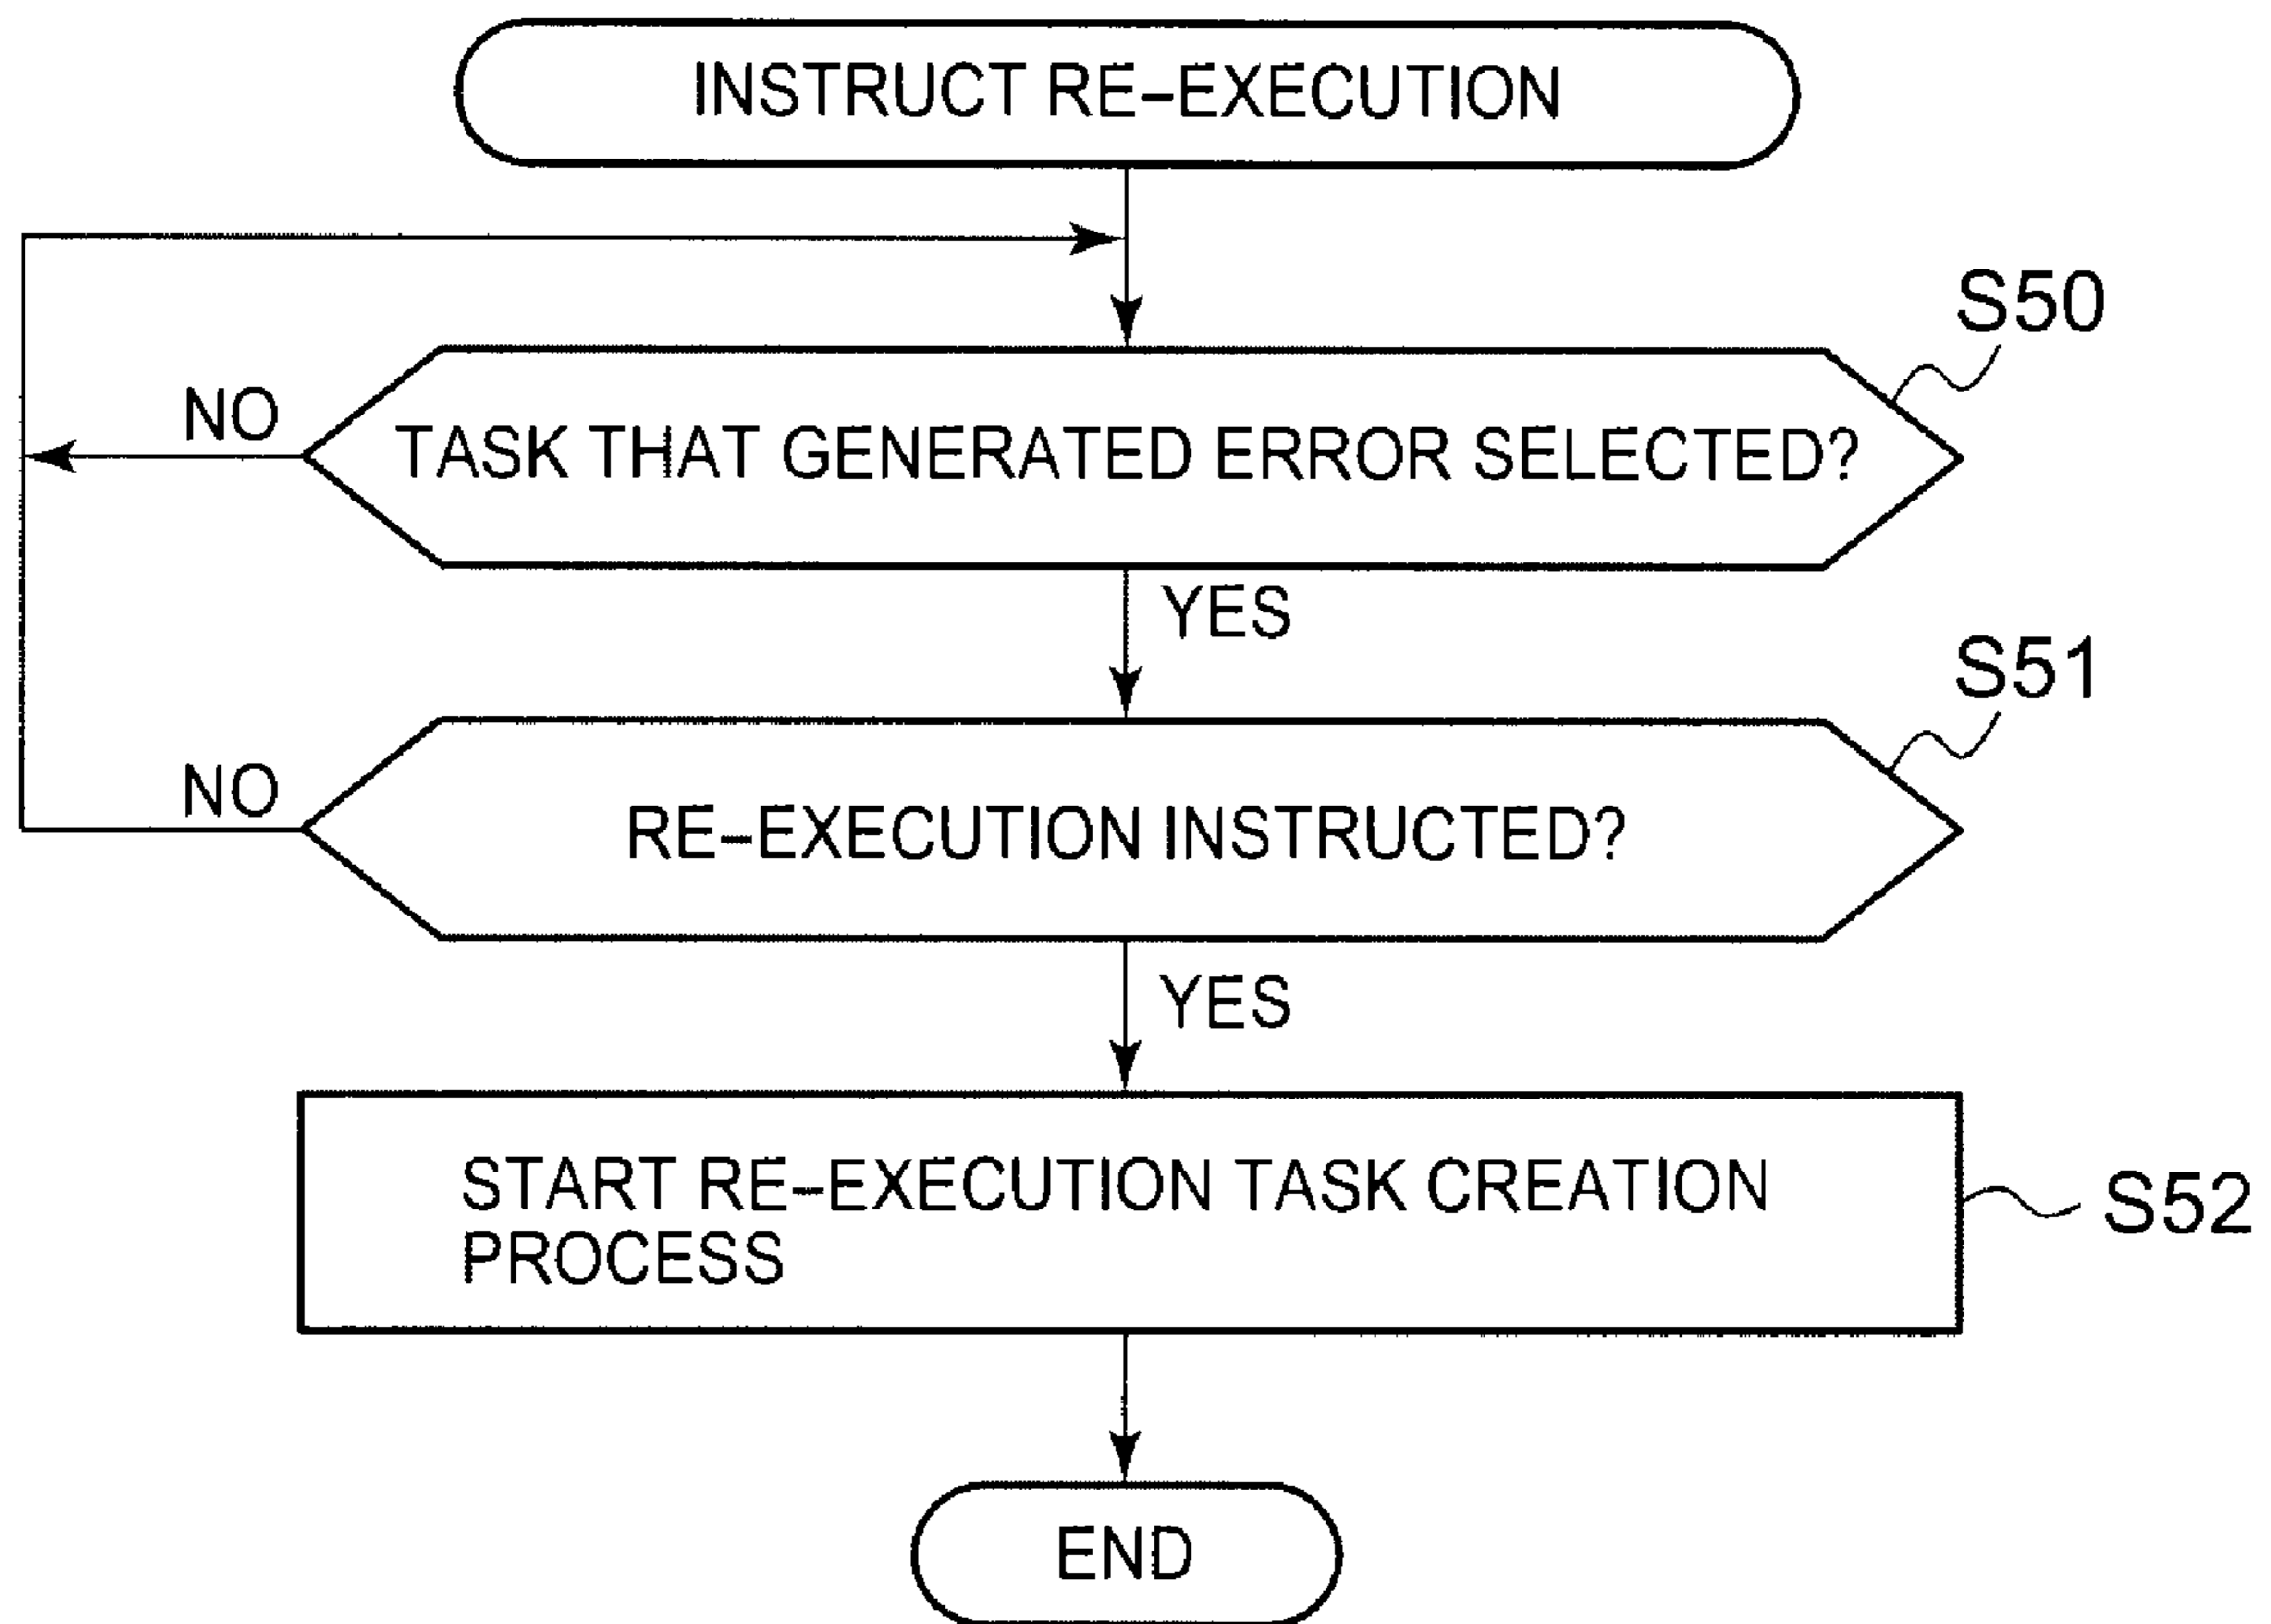 INSTRUCT RE-EXECUTION
S50
NO
TASK THAT GENERATED ERROR SELECTED?
YES
S51
NO
RE-EXECUTION INSTRUCTED?
YES
START RE-EXECUTION TASK CREATION
PROCESS
S52
END